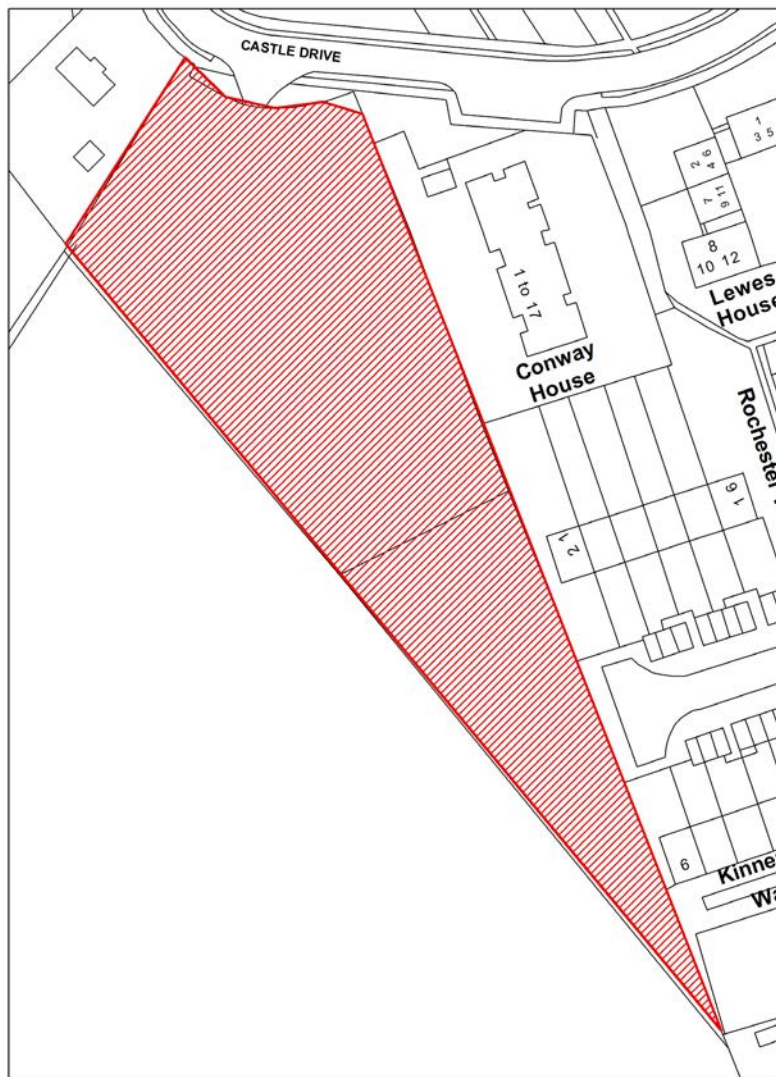 CASTLE DRIVE
1
3 5
2
4 6
7
9 11
8
10 12
Lewes
House
1 to 17
Conway
House
Rochester
16
21
6
Kinne
Wa